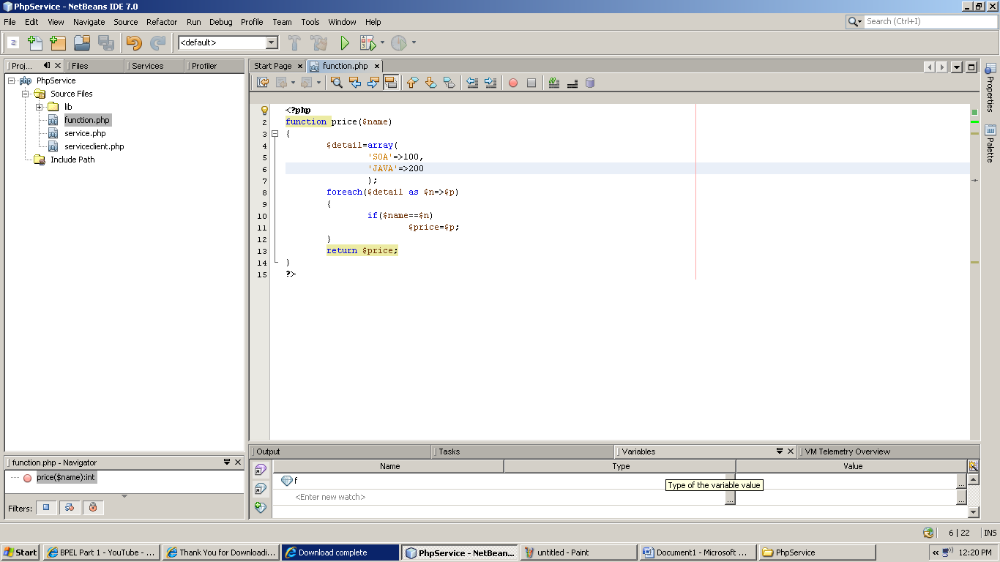 PhpService - NetBeans IDE 7.0
File Edit View Navigate Source Refactor Run Debug Profile Team Tools Window Help
Search (Ctrl+I)
<default>
Proj... Files Services Profiler
PhpService
Source Files
lib
function.php
service.php
serviceclient.php
Include Path
function.php - Navigator
price($name):int
Filters:
Start Page function.php
<?php
2 function price($name)
3 {
4 $detail=array(
5 'SOA'=>100,
6 'JAVA'=>200
7 );
8 foreach($detail as $n=>$p)
9 {
10 if($name==$n)
11 $price=$p;
12 }
13 return $price;
14 }
15 ?>
Properties
Palette
Output Tasks Variables VM Telemetry Overview
Name Type Value
f
Type of the variable value
<Enter new watch>
6 | 22 INS
Start BPEL Part 1 - YouTube - ... Thank You for Downloadi... Download complete PhpService - NetBean... untitled - Paint Document1 - Microsoft ... PhpService 12:20 PM